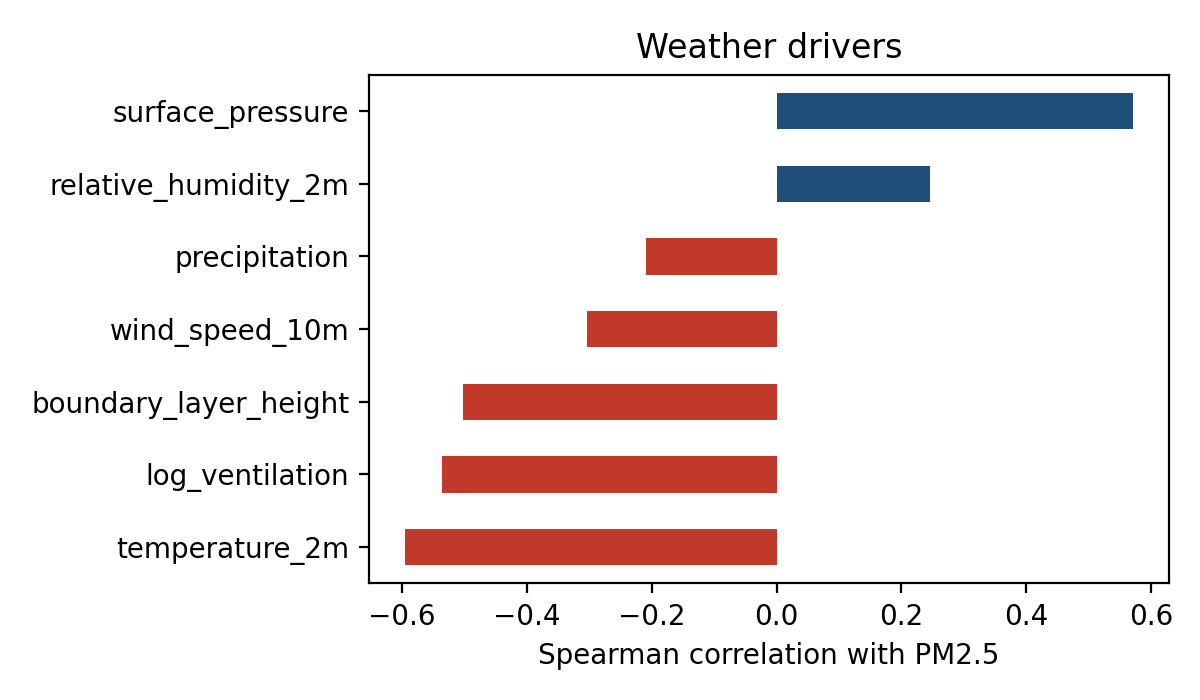 Weather drivers
surface_pressure
relative_humidity_2m
precipitation
wind_speed_10m
boundary_layer_height
log_ventilation
temperature_2m
−0.6 −0.4 −0.2 0.0 0.2 0.4 0.6
Spearman correlation with PM2.5